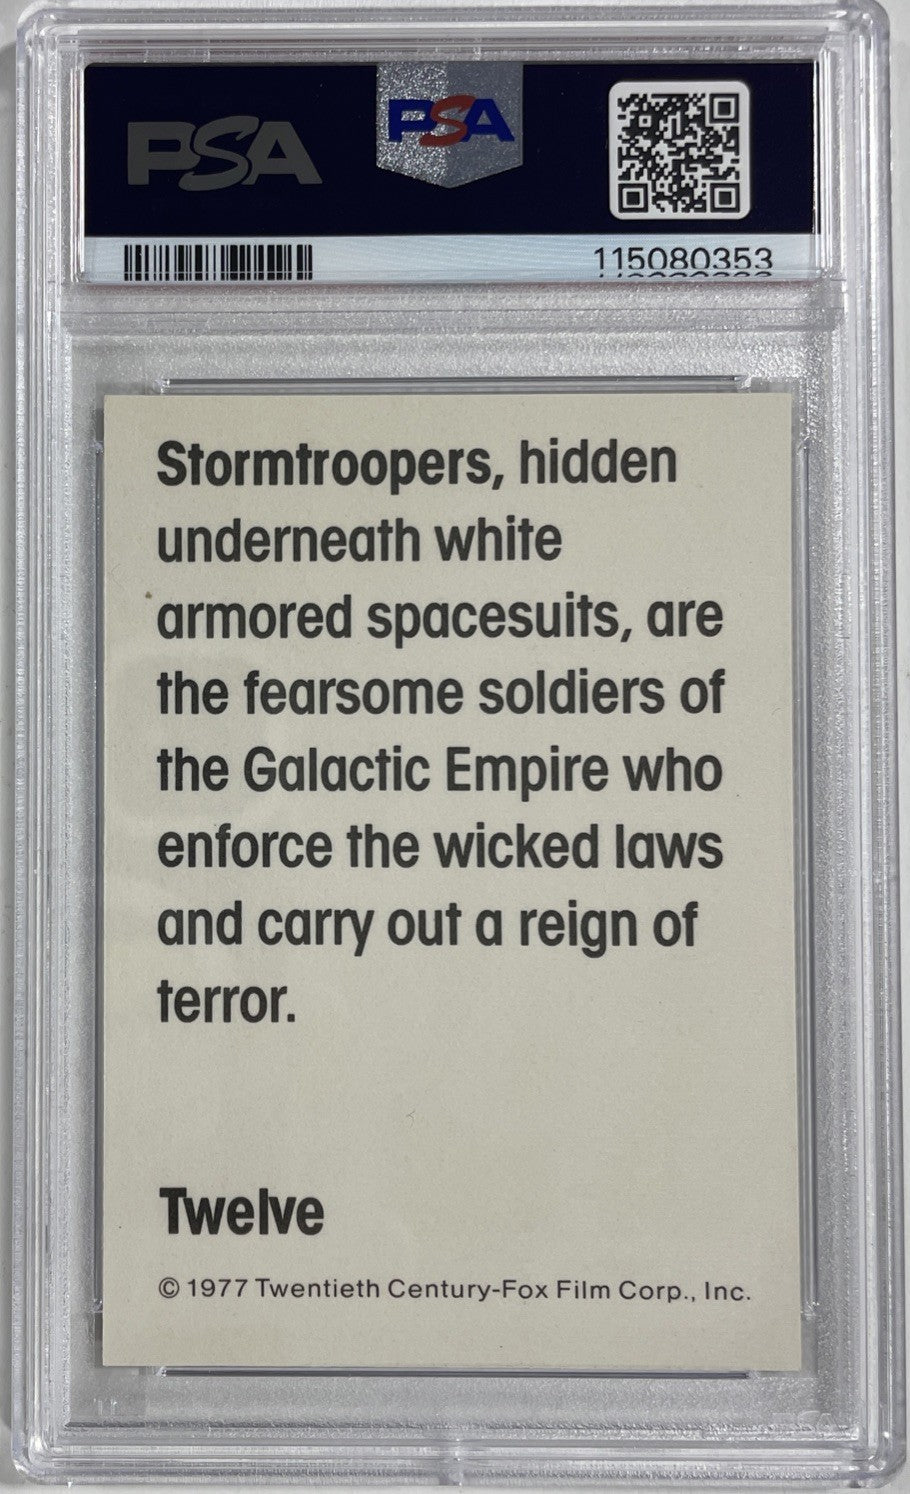 PSA
PSA
115080353
Stormtroopers, hidden
underneath white
armored spacesuits, are
the fearsome soldiers of
the Galactic Empire who
enforce the wicked laws
and carry out a reign of
terror.
Twelve
© 1977 Twentieth Century-Fox Film Corp., Inc.